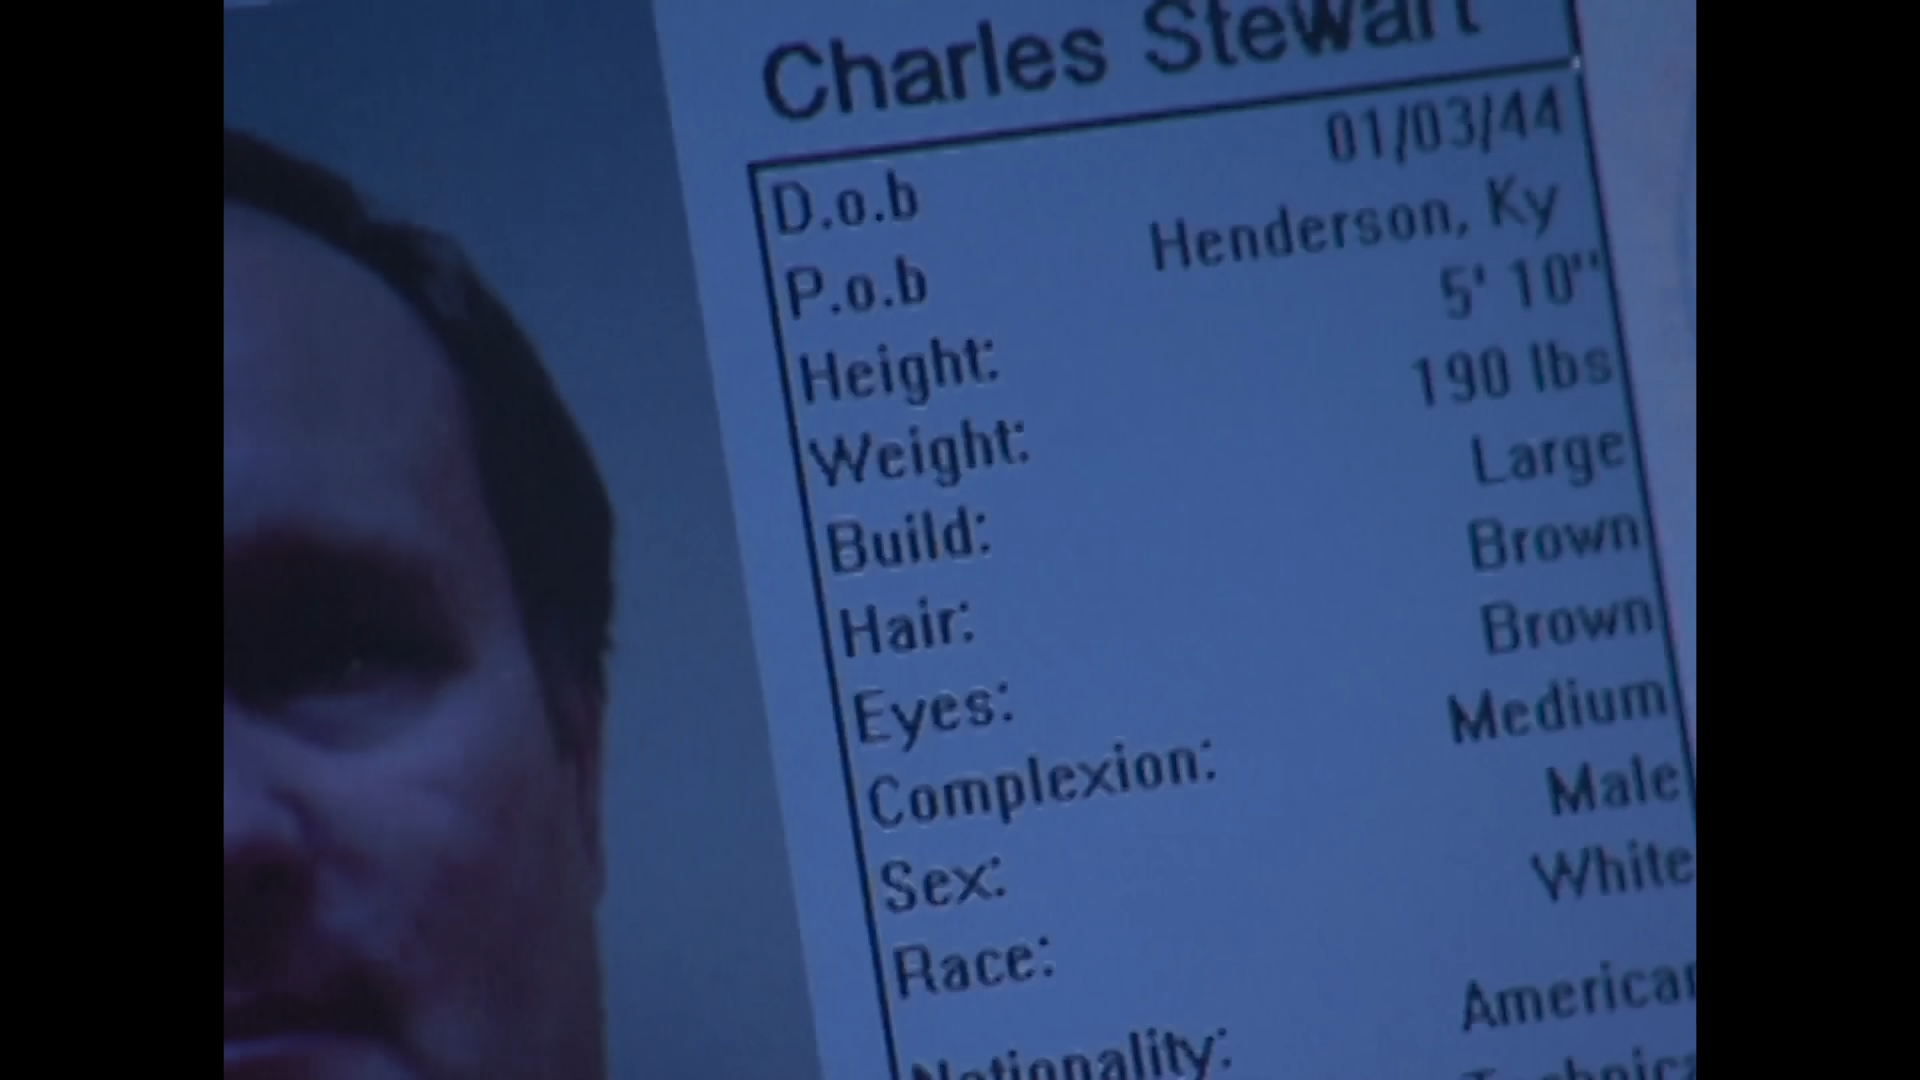 Charles Stewart
D.o.b 01/03/44
P.o.b Henderson, Ky
Height: 5' 10"
Weight: 190 lbs
Build: Large
Hair: Brown
Eyes: Brown
Complexion: Medium
Sex: Male
Race: White
Nationality: American